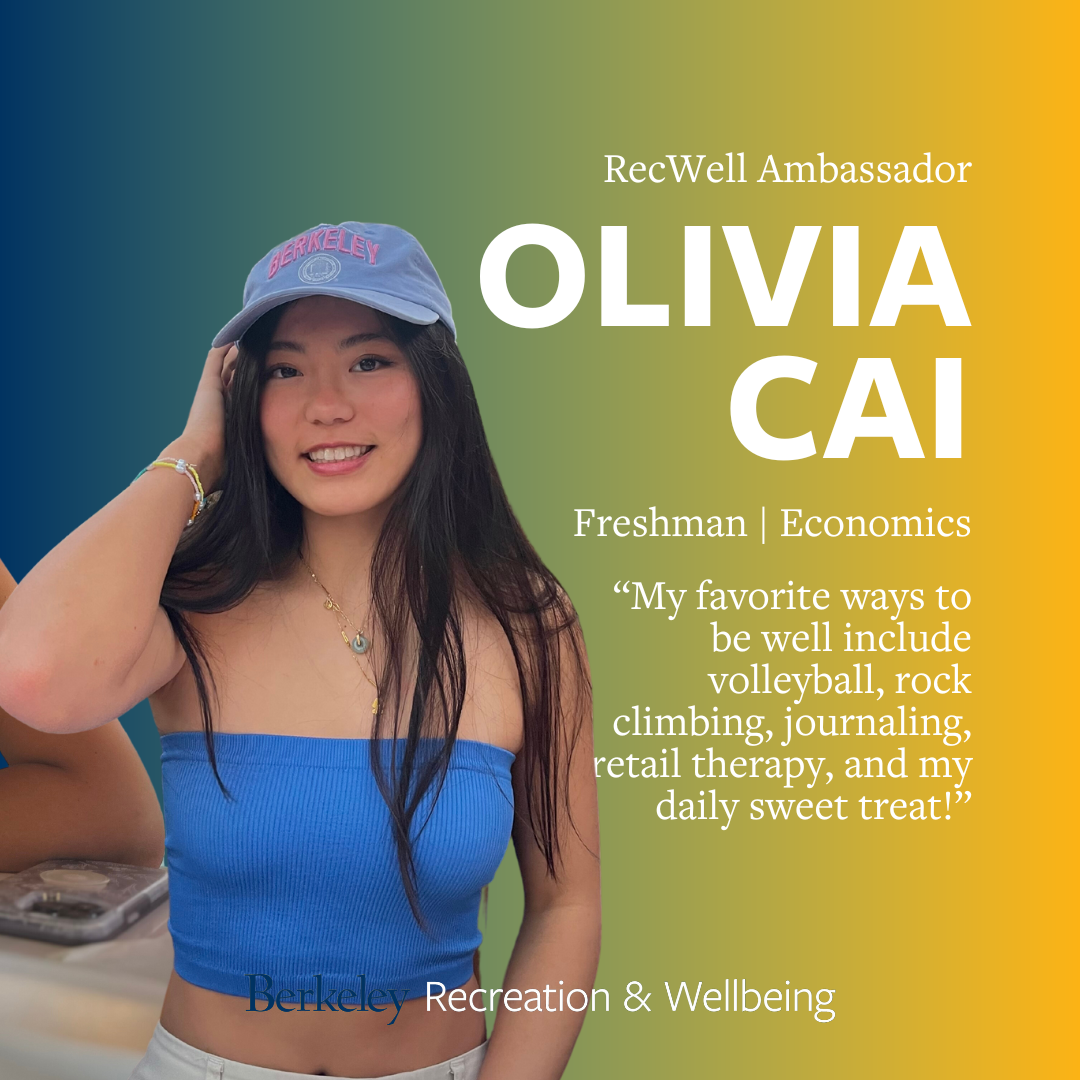 RecWell Ambassador
BERKELEY
OLIVIA
CAI
Freshman | Economics
“My favorite ways to
be well include
volleyball, rock
climbing, journaling,
retail therapy, and my
daily sweet treat!”
Berkeley Recreation & Wellbeing